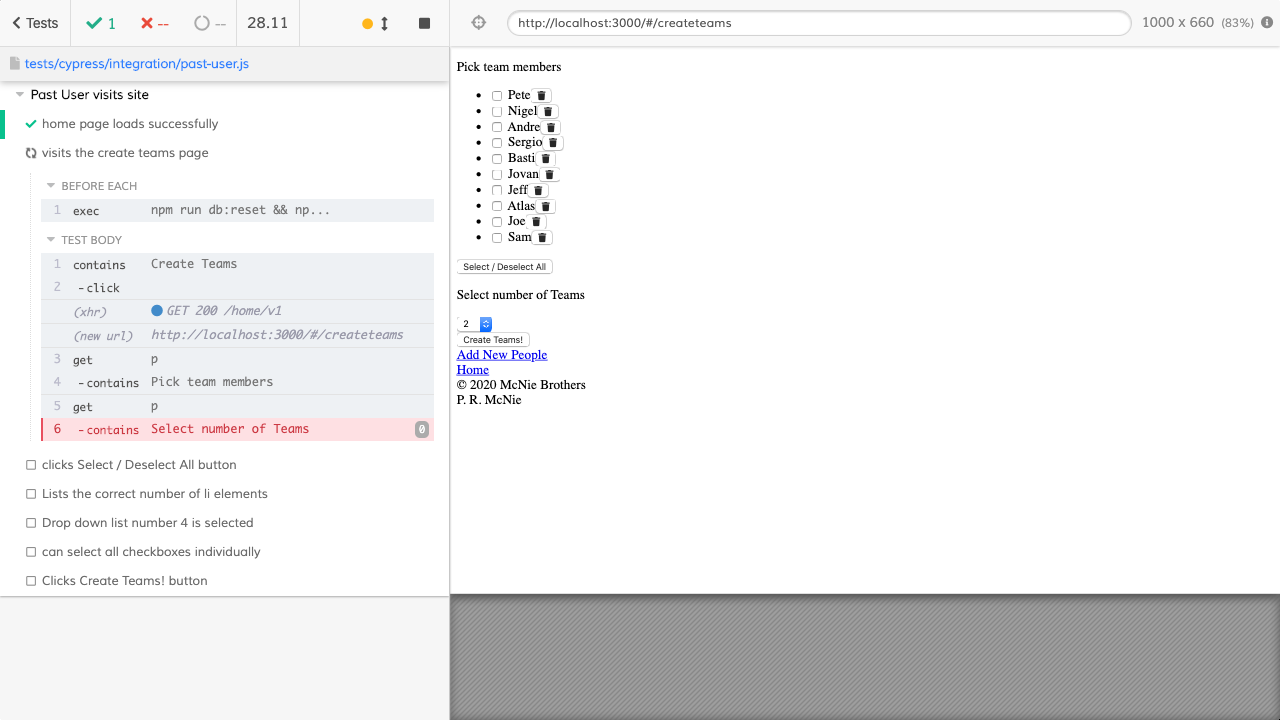 Tests
1
--
--
28.11
http://localhost:3000/#/createteams
1000 x 660 (83%)
tests/cypress/integration/past-user.js
Past User visits site
home page loads successfully
visits the create teams page
BEFORE EACH
1 exec npm run db:reset && np...
TEST BODY
1 contains Create Teams
2 - click
(xhr) GET 200 /home/v1
(new url) http://localhost:3000/#/createteams
3 get p
4 - contains Pick team members
5 get p
6 - contains Select number of Teams 0
clicks Select / Deselect All button
Lists the correct number of li elements
Drop down list number 4 is selected
can select all checkboxes individually
Clicks Create Teams! button
Pick team members
Pete
Nigel
Andre
Sergio
Basti
Jovan
Jeff
Atlas
Joe
Sam
Select / Deselect All
Select number of Teams
2
Create Teams!
Add New People
Home
© 2020 McNie Brothers
P. R. McNie